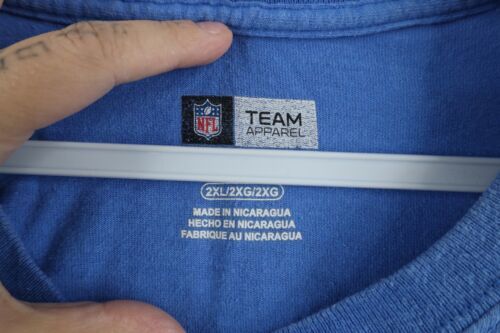 NFL
TEAM
APPAREL
2XL/2XG/2XG
MADE IN NICARAGUA
HECHO EN NICARAGUA
FABRIQUE AU NICARAGUA